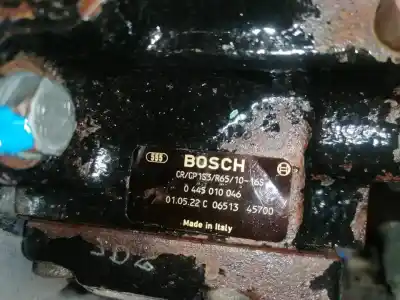 BOSCH
CR/CP1S3/R65/10-16S
0 445 010 046
01.05.22 C 06513 45700
Made in Italy